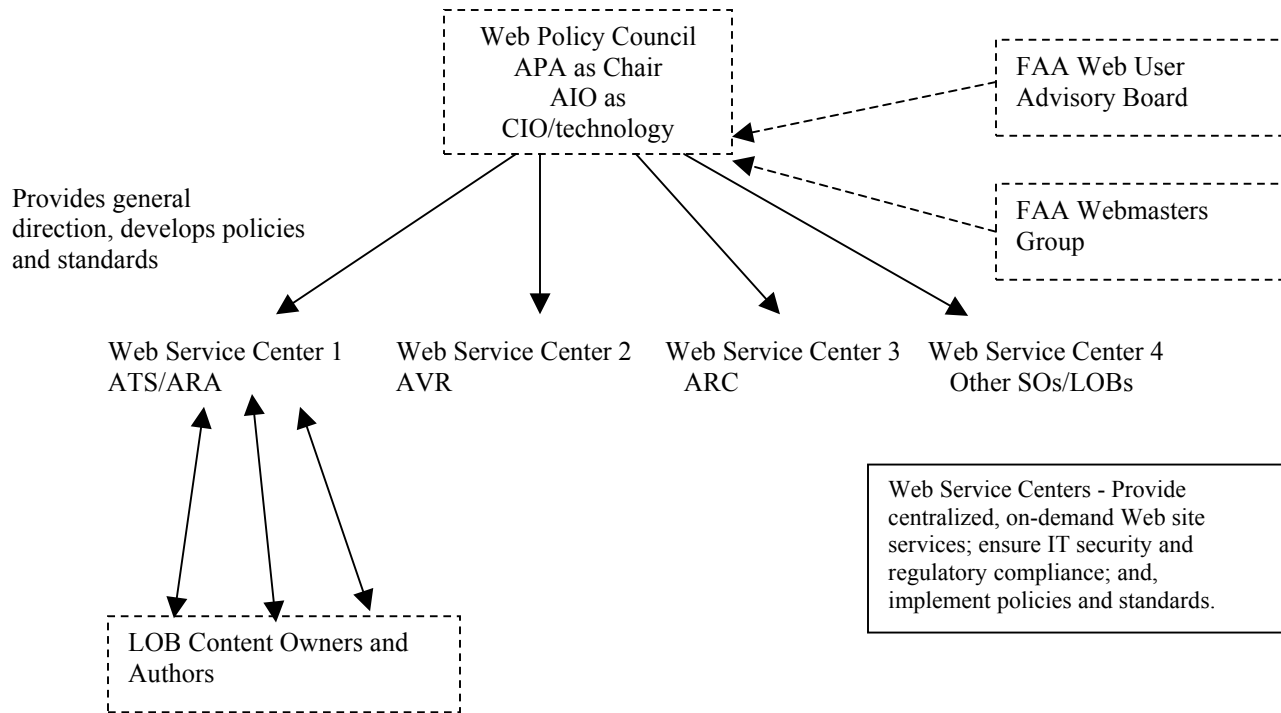 Web Policy Council
APA as Chair
AIO as
CIO/technology
FAA Web User
Advisory Board
FAA Webmasters
Group
Provides general
direction, develops policies
and standards
Web Service Center 1
ATS/ARA
Web Service Center 2
AVR
Web Service Center 3
ARC
Web Service Center 4
Other SOs/LOBs
Web Service Centers - Provide
centralized, on-demand Web site
services; ensure IT security and
regulatory compliance; and,
implement policies and standards.
LOB Content Owners and
Authors